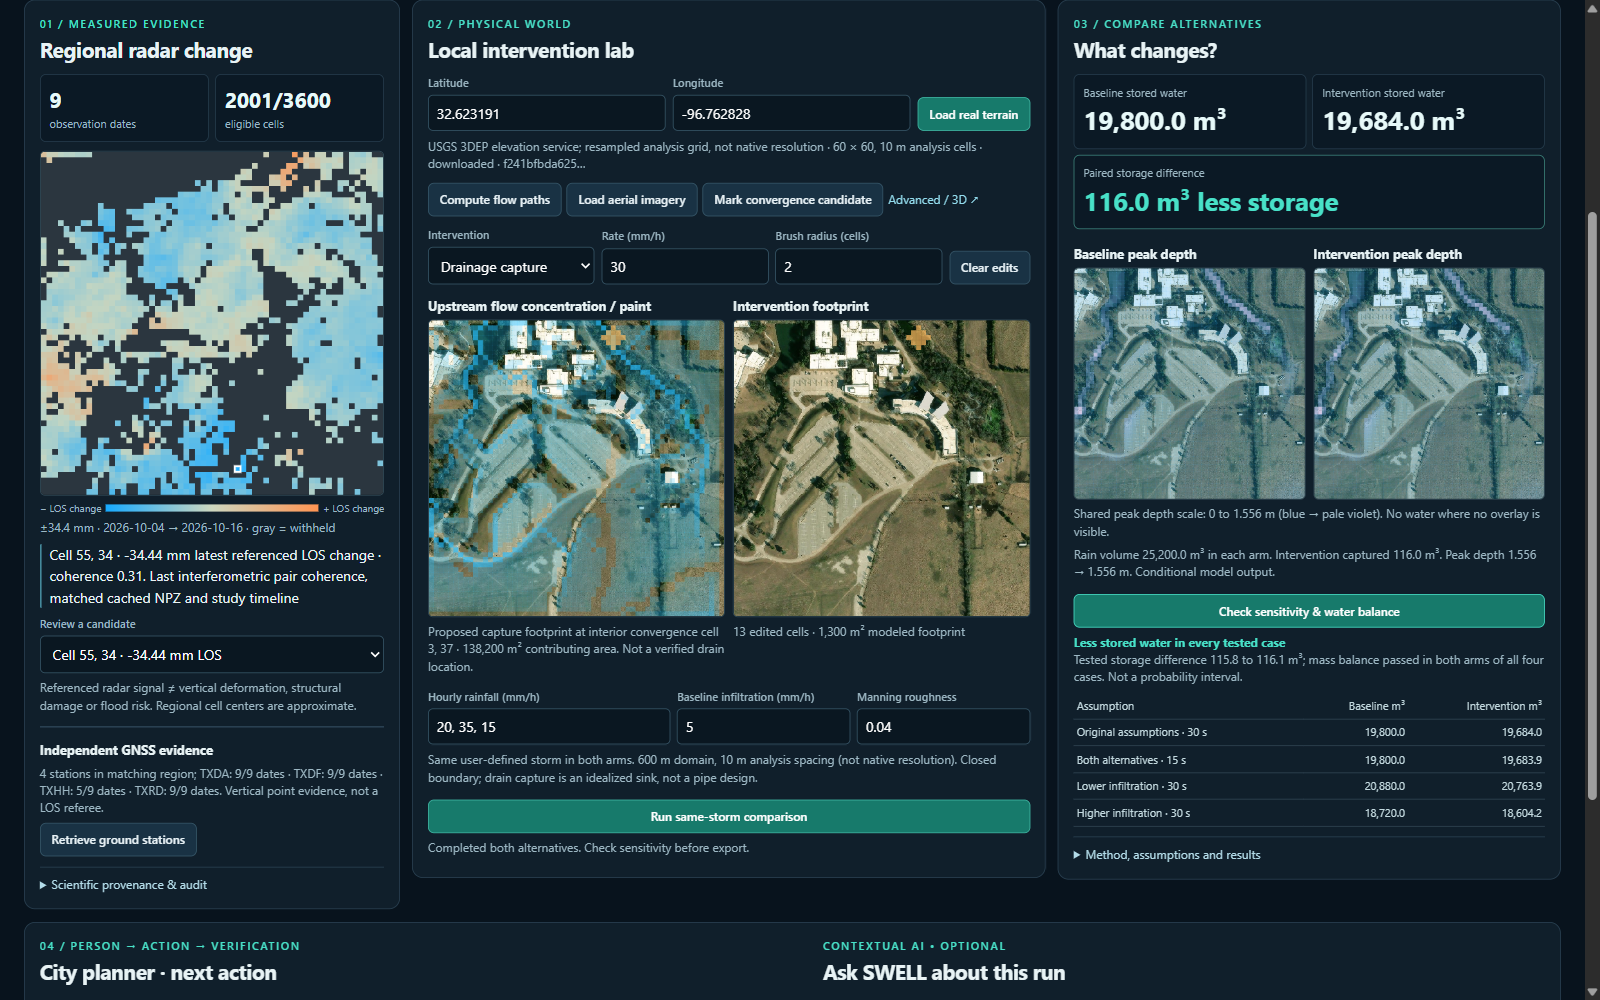 01 / MEASURED EVIDENCE
Regional radar change
9
observation dates
2001/3600
eligible cells
− LOS change
+ LOS change
±34.4 mm · 2026-10-04 → 2026-10-16 · gray = withheld
Cell 55, 34 · -34.44 mm latest referenced LOS change ·
coherence 0.31. Last interferometric pair coherence,
matched cached NPZ and study timeline
Review a candidate
Cell 55, 34 · -34.44 mm LOS
Referenced radar signal ≠ vertical deformation, structural
damage or flood risk. Regional cell centers are approximate.
Independent GNSS evidence
4 stations in matching region; TXDA: 9/9 dates · TXDF: 9/9 dates ·
TXHH: 5/9 dates · TXRD: 9/9 dates. Vertical point evidence, not a
LOS referee.
Retrieve ground stations
▶ Scientific provenance & audit
02 / PHYSICAL WORLD
Local intervention lab
Latitude
Longitude
32.623191
-96.762828
Load real terrain
USGS 3DEP elevation service; resampled analysis grid, not native resolution · 60 × 60, 10 m analysis cells ·
downloaded · f241bfbda625...
Compute flow paths
Load aerial imagery
Mark convergence candidate
Advanced / 3D ↗
Intervention
Rate (mm/h)
Brush radius (cells)
Drainage capture
30
2
Clear edits
Upstream flow concentration / paint
Intervention footprint
Proposed capture footprint at interior convergence cell
3, 37 · 138,200 m² contributing area. Not a verified drain
location.
13 edited cells · 1,300 m² modeled footprint
Hourly rainfall (mm/h)
Baseline infiltration (mm/h)
Manning roughness
20, 35, 15
5
0.04
Same user-defined storm in both arms. 600 m domain, 10 m analysis spacing (not native resolution). Closed
boundary; drain capture is an idealized sink, not a pipe design.
Run same-storm comparison
Completed both alternatives. Check sensitivity before export.
03 / COMPARE ALTERNATIVES
What changes?
Baseline stored water
19,800.0 m³
Intervention stored water
19,684.0 m³
Paired storage difference
116.0 m³ less storage
Baseline peak depth
Intervention peak depth
Shared peak depth scale: 0 to 1.556 m (blue → pale violet). No water where no overlay is
visible.
Rain volume 25,200.0 m³ in each arm. Intervention captured 116.0 m³. Peak depth 1.556
→ 1.556 m. Conditional model output.
Check sensitivity & water balance
Less stored water in every tested case
Tested storage difference 115.8 to 116.1 m³; mass balance passed in both arms of all four
cases. Not a probability interval.
Assumption Baseline m³ Intervention m³
Original assumptions · 30 s 19,800.0 19,684.0
Both alternatives · 15 s 19,800.0 19,683.9
Lower infiltration · 30 s 20,880.0 20,763.9
Higher infiltration · 30 s 18,720.0 18,604.2
▶ Method, assumptions and results
04 / PERSON → ACTION → VERIFICATION
City planner · next action
CONTEXTUAL AI • OPTIONAL
Ask SWELL about this run